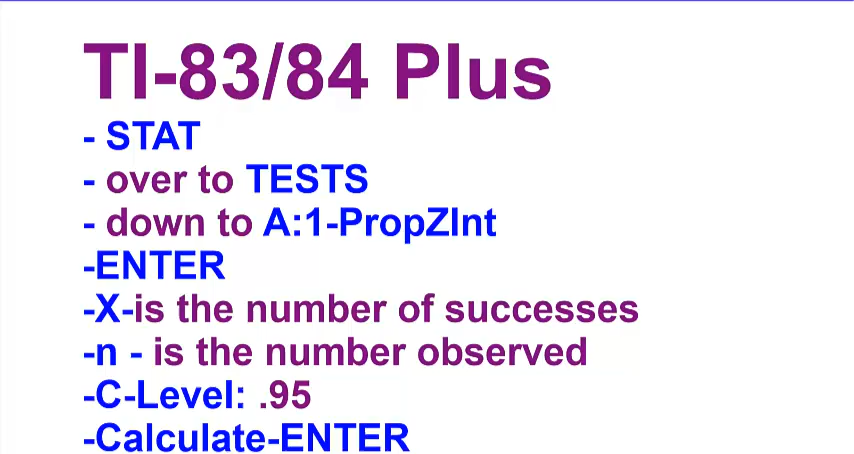 TI-83/84 Plus
- STAT
- over to TESTS
- down to A:1-PropZInt
-ENTER
-X-is the number of successes
-n - is the number observed
-C-Level: .95
-Calculate-ENTER